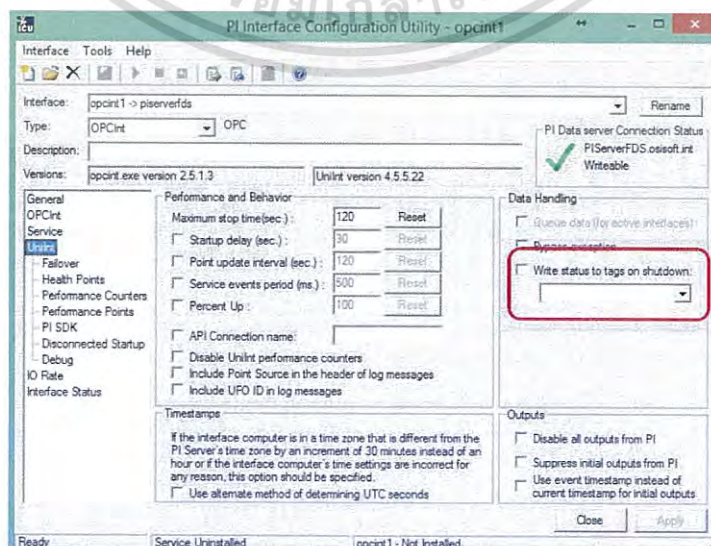 PI Interface Configuration Utility - opcint1
Interface Tools Help
Interface: opcint1 -> piserverfds Rename
Type: OPCInt OPC
PI Data server Connection Status
PIServerFDS.osisoft.int
Writeable
Description:
Versions: opcint.exe version 2.5.1.3 UniInt version 4.5.5.22
General
OPCInt
Service
UniInt
Failover
Health Points
Performance Counters
Performance Points
PI SDK
Disconnected Startup
Debug
IO Rate
Interface Status
Performance and Behavior
Maximum stop time(sec.): 120 Reset
Startup delay (sec.): 30 Reset
Point update interval (sec.): 120 Reset
Service events period (ms.): 500 Reset
Percent Up: 100 Reset
API Connection name:
Disable UniInt performance counters
Include Point Source in the header of log messages
Include UFO ID in log messages
Data Handling
Queue data (for active interfaces)
Bypass exception
Write status to tags on shutdown:
Timestamps
If the interface computer is in a time zone that is different from the
PI Server's time zone by an increment of 30 minutes instead of an
hour or if the interface computer's time settings are incorrect for
any reason, this option should be specified.
Use alternate method of determining UTC seconds
Outputs
Disable all outputs from PI
Suppress initial outputs from PI
Use event timestamp instead of
current timestamp for initial outputs
Close Apply
Ready Service Uninstalled opcint1 - Not Installed